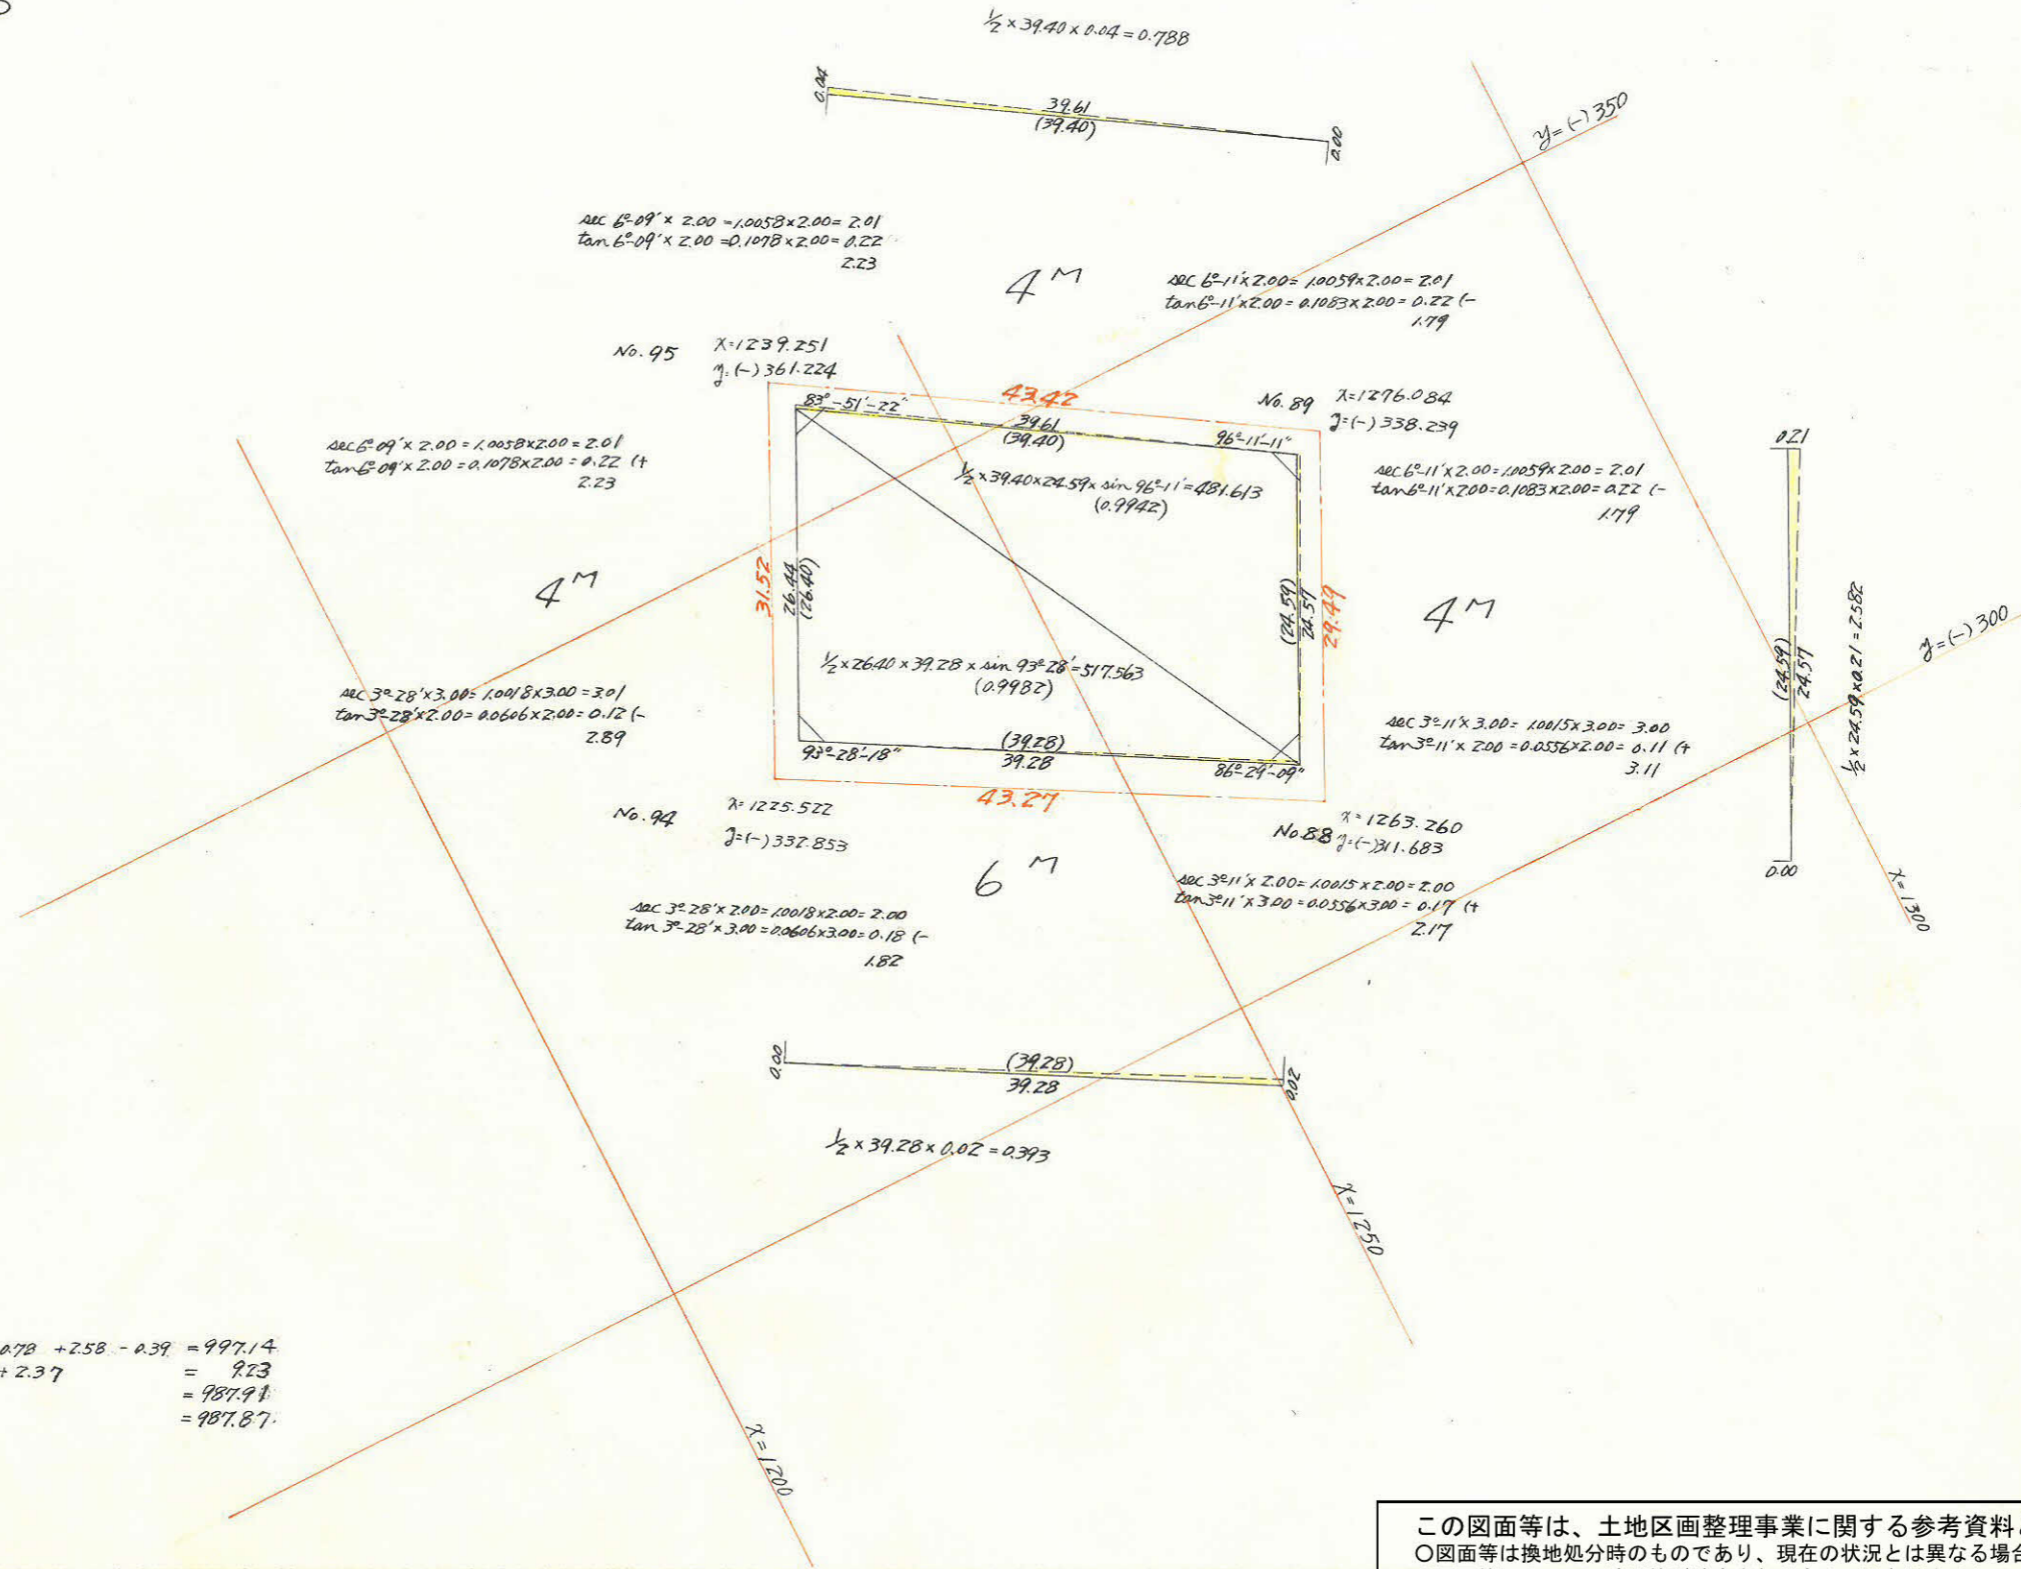 ½ × 39.40 × 0.04 = 0.788
0.04
39.61
(39.40)
0.00
y=(-)350
sec 6°-09' × 2.00 = 1.0058×2.00 = 2.01
tan 6°-09' × 2.00 = 0.1078×2.00 = 0.22
2.23
4M
sec 6°-11' × 2.00 = 1.0059×2.00 = 2.01
tan 6°-11' × 2.00 = 0.1083×2.00 = 0.22 (-
1.79
No. 95
X=1239.251
y=(-)361.224
43.42
No. 89
X=1276.084
y=(-)338.239
83°-51'-22"
39.61
(39.40)
96°-11'-11"
sec 6°-09' × 2.00 = 1.0058×2.00 = 2.01
tan 6°-09' × 2.00 = 0.1078×2.00 = 0.22 (+
2.23
½ × 39.40×24.59 × sin 96°-11' = 481.613
(0.9942)
sec 6°-11' × 2.00 = 1.0059×2.00 = 2.01
tan 6°-11' × 2.00 = 0.1083×2.00 = 0.22 (-
1.79
0.21
4M
31.52
26.44
(26.40)
(24.59)
24.57
29.49
4M
(24.59)
24.57
½ × 24.59 × 0.21 = 2.582
y=(-)300
½ × 26.40 × 39.28 × sin 93°-28' = 517.563
(0.9982)
sec 3°-28' × 3.00 = 1.0018×3.00 = 3.01
tan 3°-28' × 2.00 = 0.0606×2.00 = 0.12 (-
2.89
93°-28'-18"
(39.28)
39.28
86°-29'-09"
sec 3°-11' × 3.00 = 1.0015×3.00 = 3.00
tan 3°-11' × 2.00 = 0.0556×2.00 = 0.11 (+
3.11
43.27
No. 94
X=1225.522
y=(-)332.853
No. 88
X=1263.260
y=(-)311.683
0.00
X=1300
6M
sec 3°-28' × 2.00 = 1.0018×2.00 = 2.00
tan 3°-28' × 3.00 = 0.0606×3.00 = 0.18 (-
1.82
sec 3°-11' × 2.00 = 1.0015×2.00 = 2.00
tan 3°-11' × 3.00 = 0.0556×3.00 = 0.17 (+
2.17
0.00
(39.28)
39.28
0.02
½ × 39.28 × 0.02 = 0.393
X=1250
0.78 + 2.58 - 0.39 = 997.14
+ 2.37 = 9.23
= 987.91
= 987.87
X=1200
この図面等は、土地区画整理事業に関する参考資料
〇図面等は換地処分時のものであり、現在の状況とは異なる場合